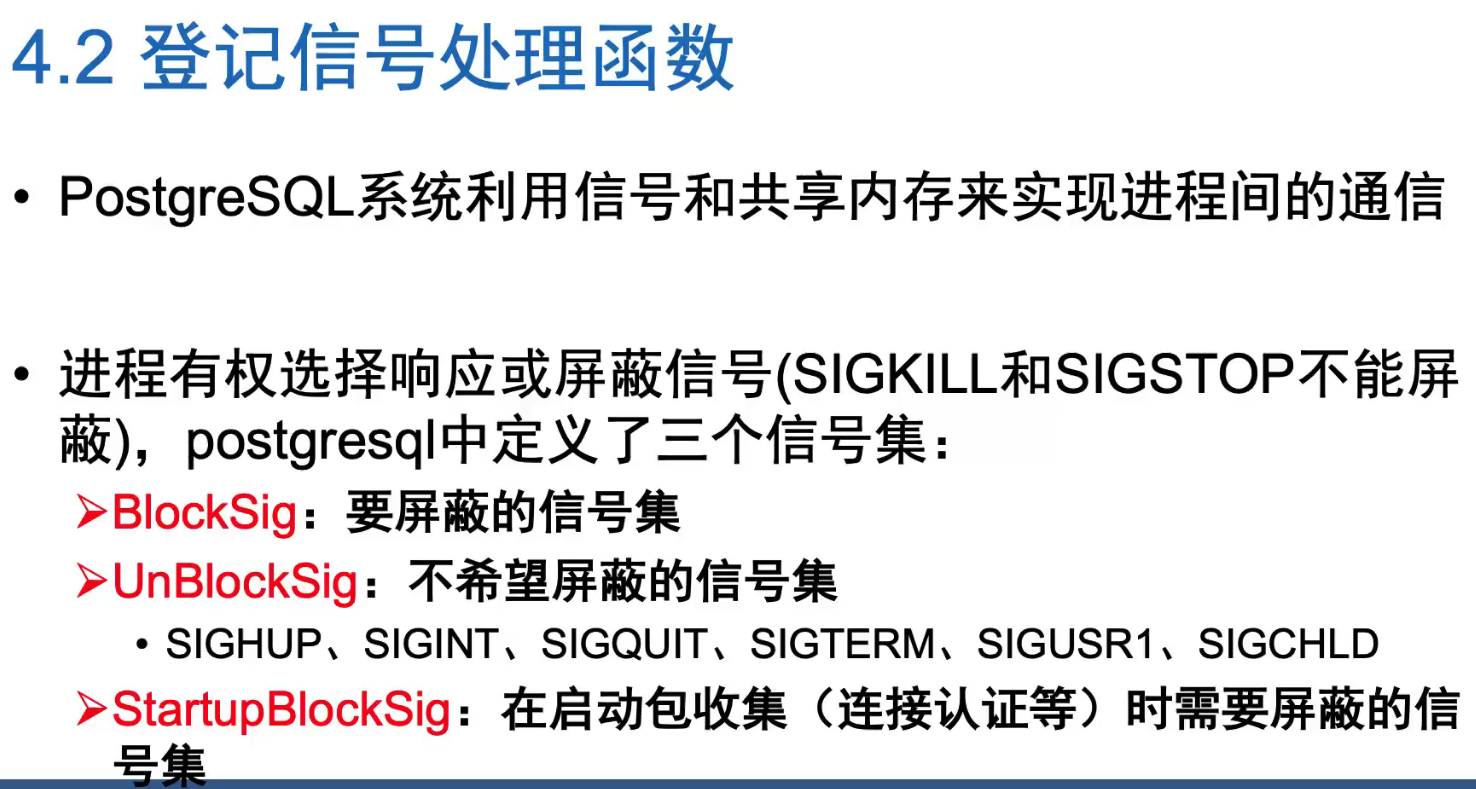 4.2 登记信号处理函数
• PostgreSQL系统利用信号和共享内存来实现进程间的通信
• 进程有权选择响应或屏蔽信号(SIGKILL和SIGSTOP不能屏
蔽)，postgresql中定义了三个信号集：
➢BlockSig：要屏蔽的信号集
➢UnBlockSig：不希望屏蔽的信号集
• SIGHUP、SIGINT、SIGQUIT、SIGTERM、SIGUSR1、SIGCHLD
➢StartupBlockSig：在启动包收集（连接认证等）时需要屏蔽的信
号集